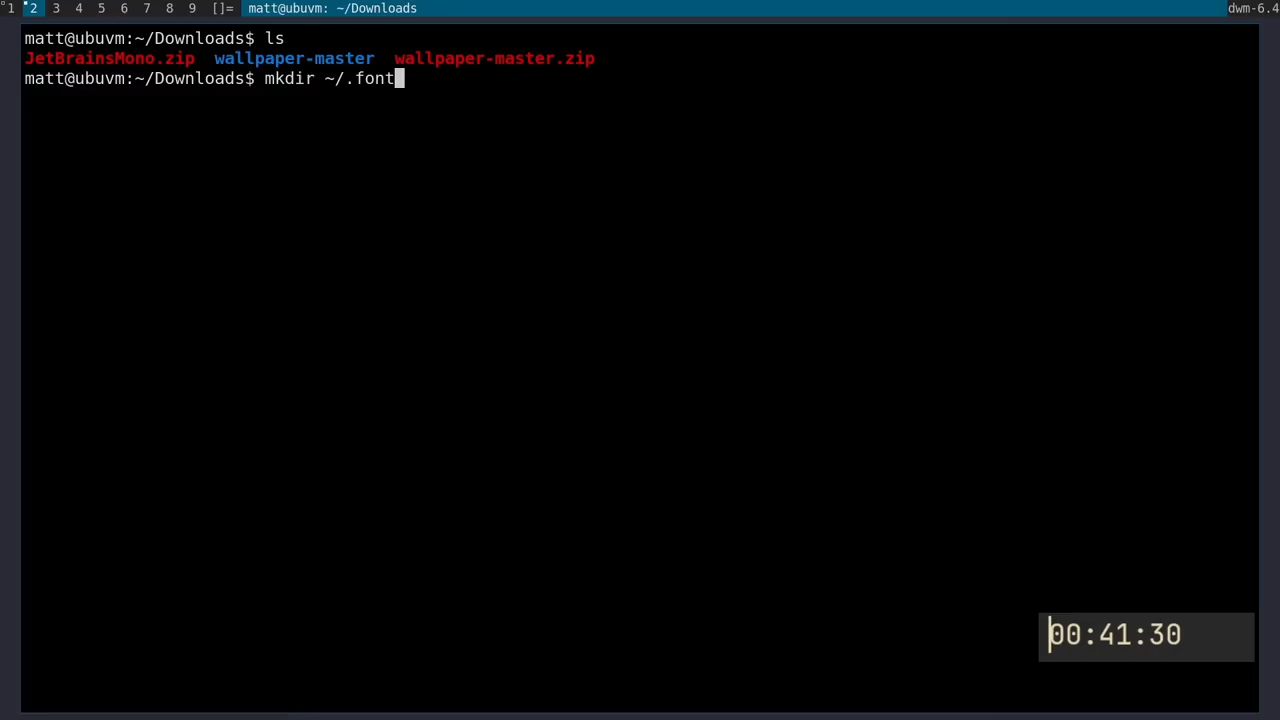 1 2 3 4 5 6 7 8 9 []= matt@ubuvm: ~/Downloads dwm-6.4
matt@ubuvm:~/Downloads$ ls
JetBrainsMono.zip wallpaper-master wallpaper-master.zip
matt@ubuvm:~/Downloads$ mkdir ~/.font
00:41:30